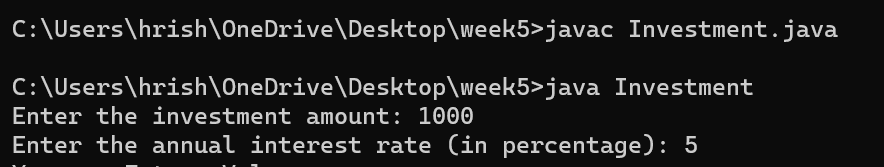 C:\Users\hrish\OneDrive\Desktop\week5>javac Investment.java
C:\Users\hrish\OneDrive\Desktop\week5>java Investment
Enter the investment amount: 1000
Enter the annual interest rate (in percentage): 5